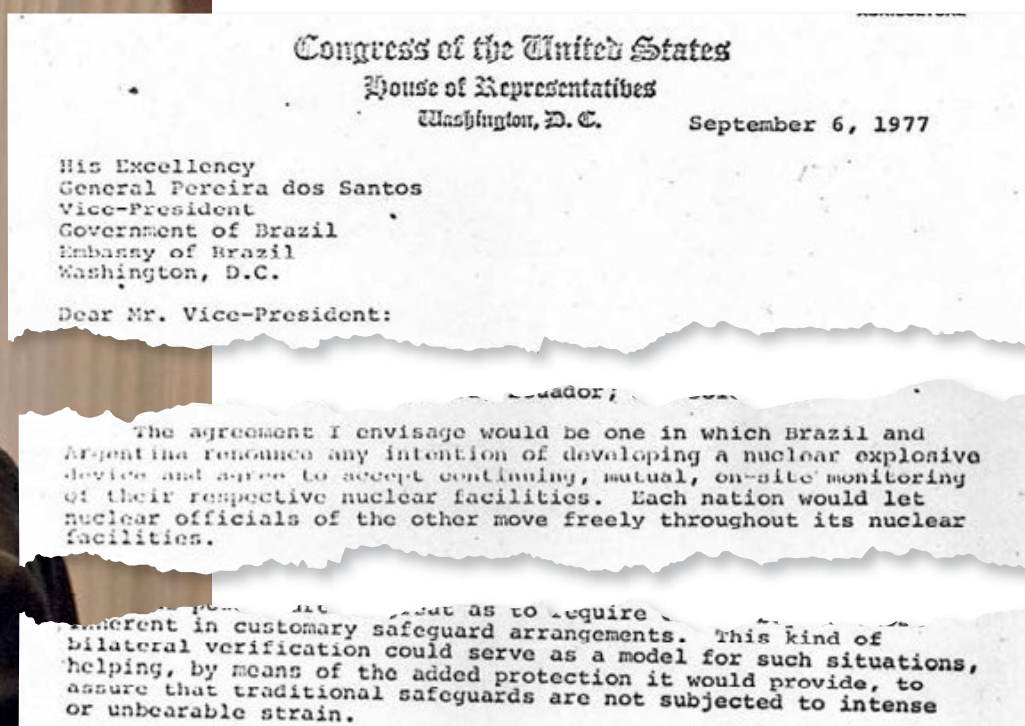 AGRICULTURE
Congress of the United States
House of Representatives
Washington, D. C.
September 6, 1977
His Excellency
General Pereira dos Santos
Vice-President
Government of Brazil
Embassy of Brazil
Washington, D.C.
Dear Mr. Vice-President:
The agreement I envisage would be one in which Brazil and
Argentina renounce any intention of developing a nuclear explosive
device and agree to accept continuing, mutual, on-site monitoring
of their respective nuclear facilities. Each nation would let
nuclear officials of the other move freely throughout its nuclear
facilities.
as to require
inherent in customary safeguard arrangements. This kind of
bilateral verification could serve as a model for such situations,
helping, by means of the added protection it would provide, to
assure that traditional safeguards are not subjected to intense
or unbearable strain.